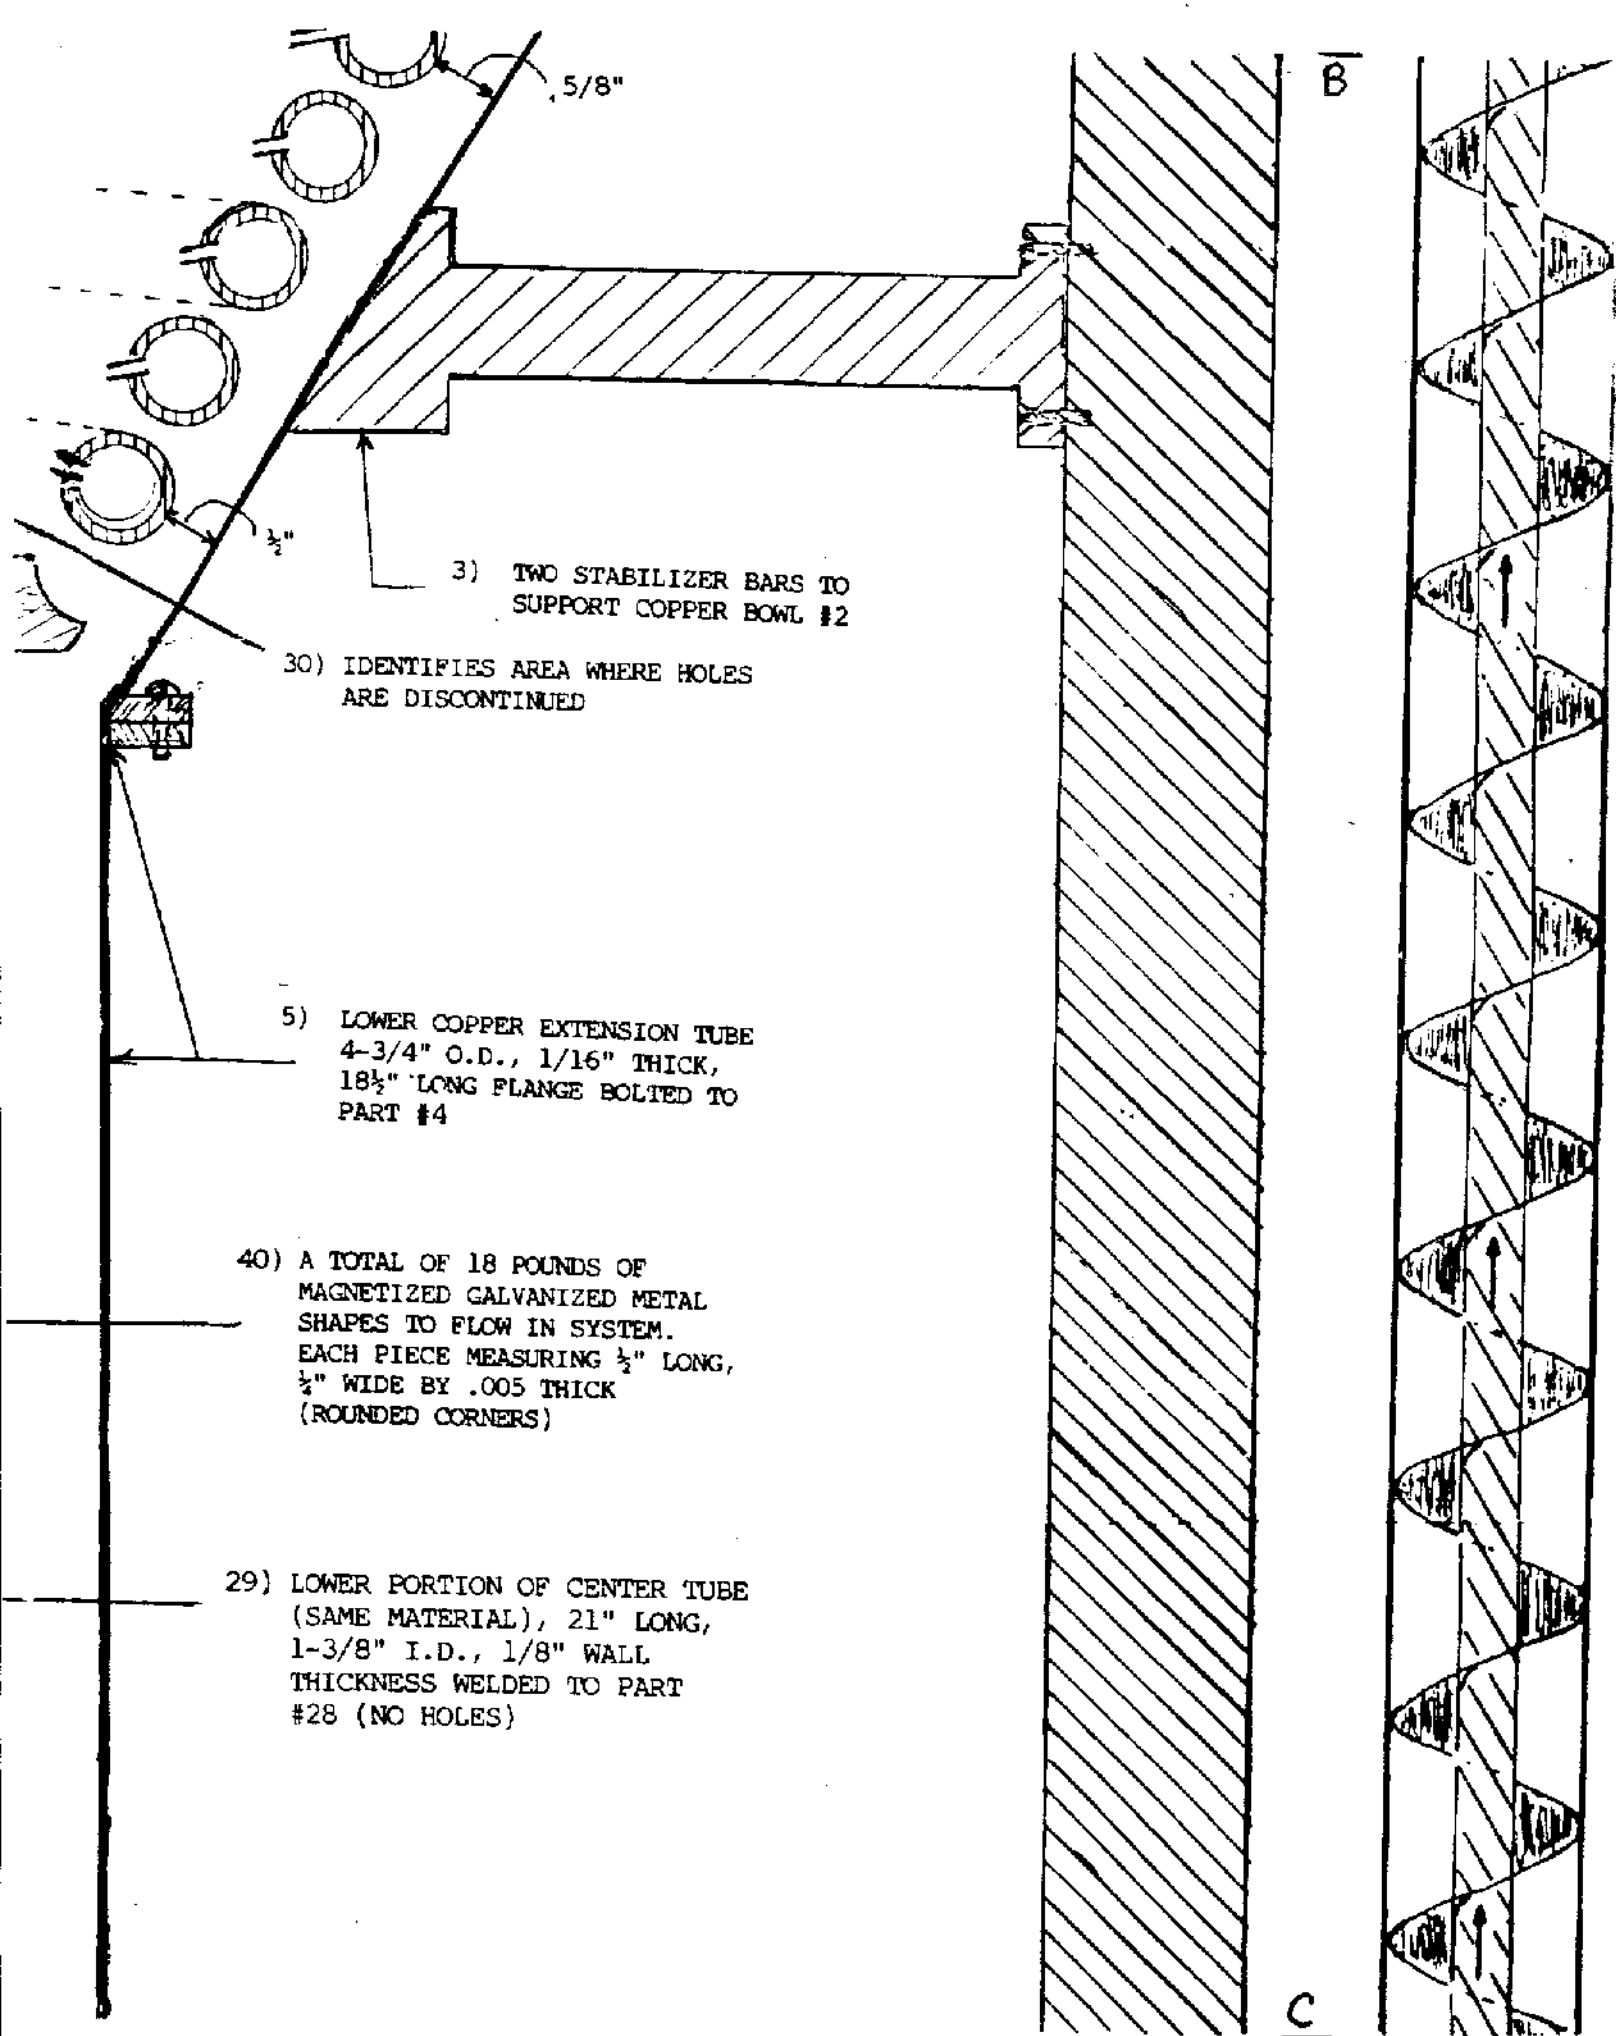 5/8"
B
½"
3) TWO STABILIZER BARS TO
SUPPORT COPPER BOWL #2
30) IDENTIFIES AREA WHERE HOLES
ARE DISCONTINUED
5) LOWER COPPER EXTENSION TUBE
4-3/4" O.D., 1/16" THICK,
18½" LONG FLANGE BOLTED TO
PART #4
40) A TOTAL OF 18 POUNDS OF
MAGNETIZED GALVANIZED METAL
SHAPES TO FLOW IN SYSTEM.
EACH PIECE MEASURING ½" LONG,
WIDE BY .005 THICK
(ROUNDED CORNERS)
29) LOWER PORTION OF CENTER TUBE
(SAME MATERIAL), 21" LONG,
1-3/8" I.D., 1/8" WALL
THICKNESS WELDED TO PART
#28 (NO HOLES)
C